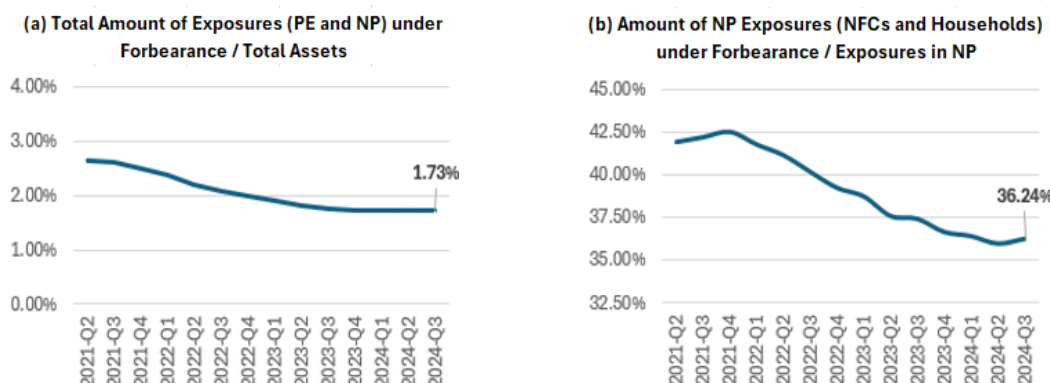 (a) Total Amount of Exposures (PE and NP) under
Forbearance / Total Assets
4.00%
3.00%
2.00%
1.00%
0.00%
1.73%
2021-Q2
2021-Q3
2021-Q4
2022-Q1
2022-Q2
2022-Q3
2022-Q4
2023-Q1
2023-Q2
2023-Q3
2023-Q4
2024-Q1
2024-Q2
2024-Q3
(b) Amount of NP Exposures (NFCs and Households)
under Forbearance / Exposures in NP
45.00%
42.50%
40.00%
37.50%
35.00%
32.50%
36.24%
2021-Q2
2021-Q3
2021-Q4
2022-Q1
2022-Q2
2022-Q3
2022-Q4
2023-Q1
2023-Q2
2023-Q3
2023-Q4
2024-Q1
2024-Q2
2024-Q3